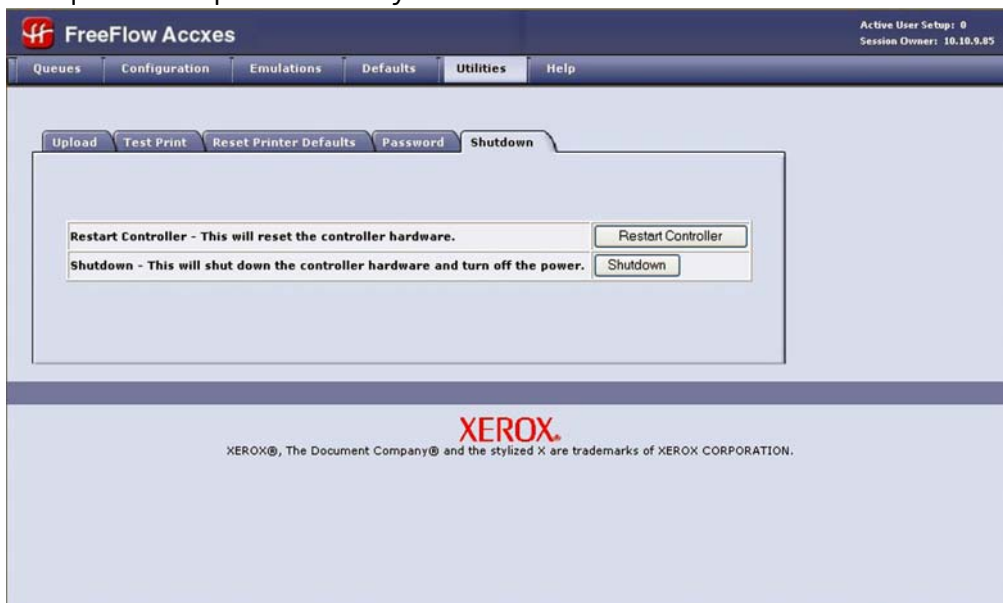 FreeFlow Accxes
Active User Setup: 0
Session Owner: 10.10.9.85
Queues Configuration Emulations Defaults Utilities Help
Upload Test Print Reset Printer Defaults Password Shutdown
Restart Controller - This will reset the controller hardware. Restart Controller
Shutdown - This will shut down the controller hardware and turn off the power. Shutdown
XEROX®
XEROX®, The Document Company® and the stylized X are trademarks of XEROX CORPORATION.